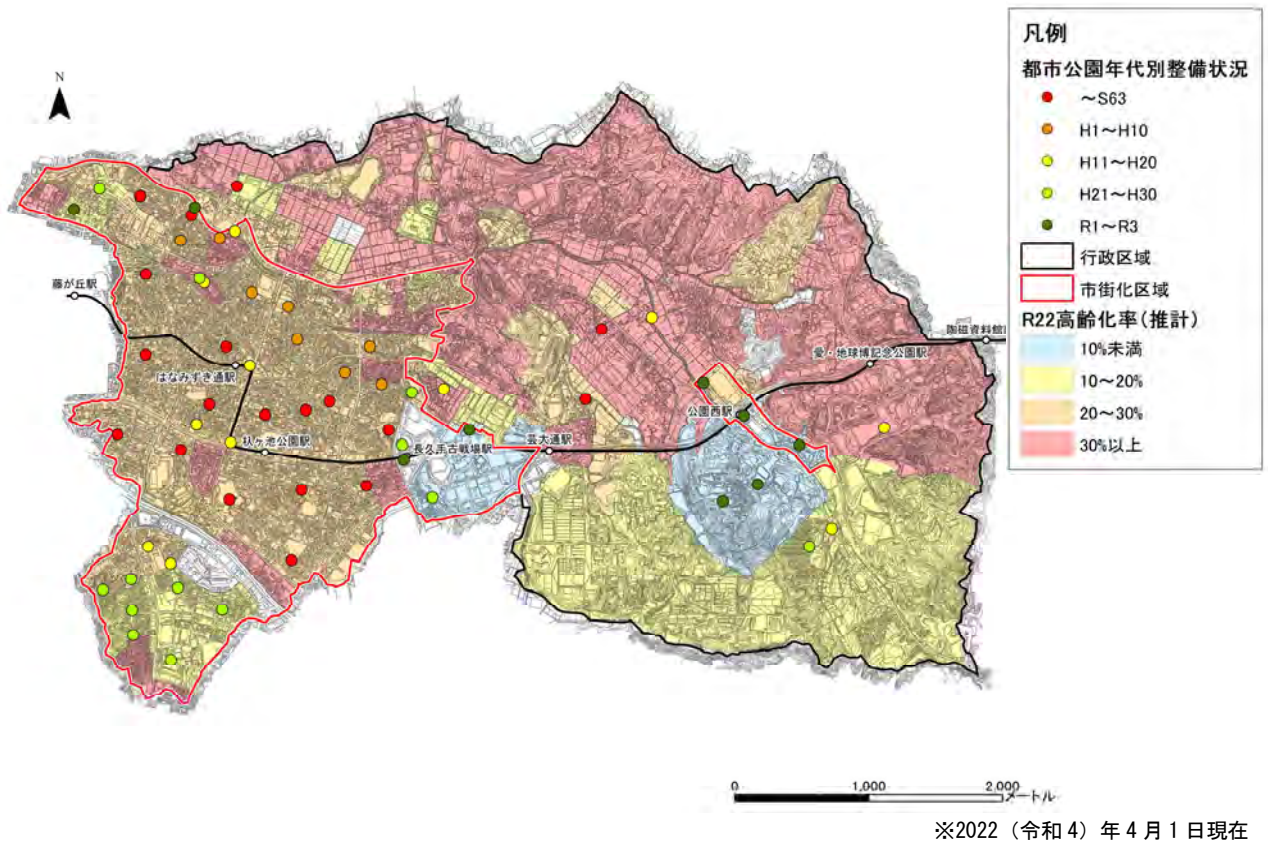 凡例
都市公園年代別整備状況
～S63
H1～H10
H11～H20
H21～H30
R1～R3
行政区域
市街化区域
R22高齢化率(推計)
10%未満
10～20%
20～30%
30%以上
N
藤が丘駅
はなみずき通駅
杁ヶ池公園駅
長久手古戦場駅
芸大通駅
公園西駅
愛・地球博記念公園駅
陶磁資料館
0 1,000 2,000
メートル
※2022（令和4）年4月1日現在